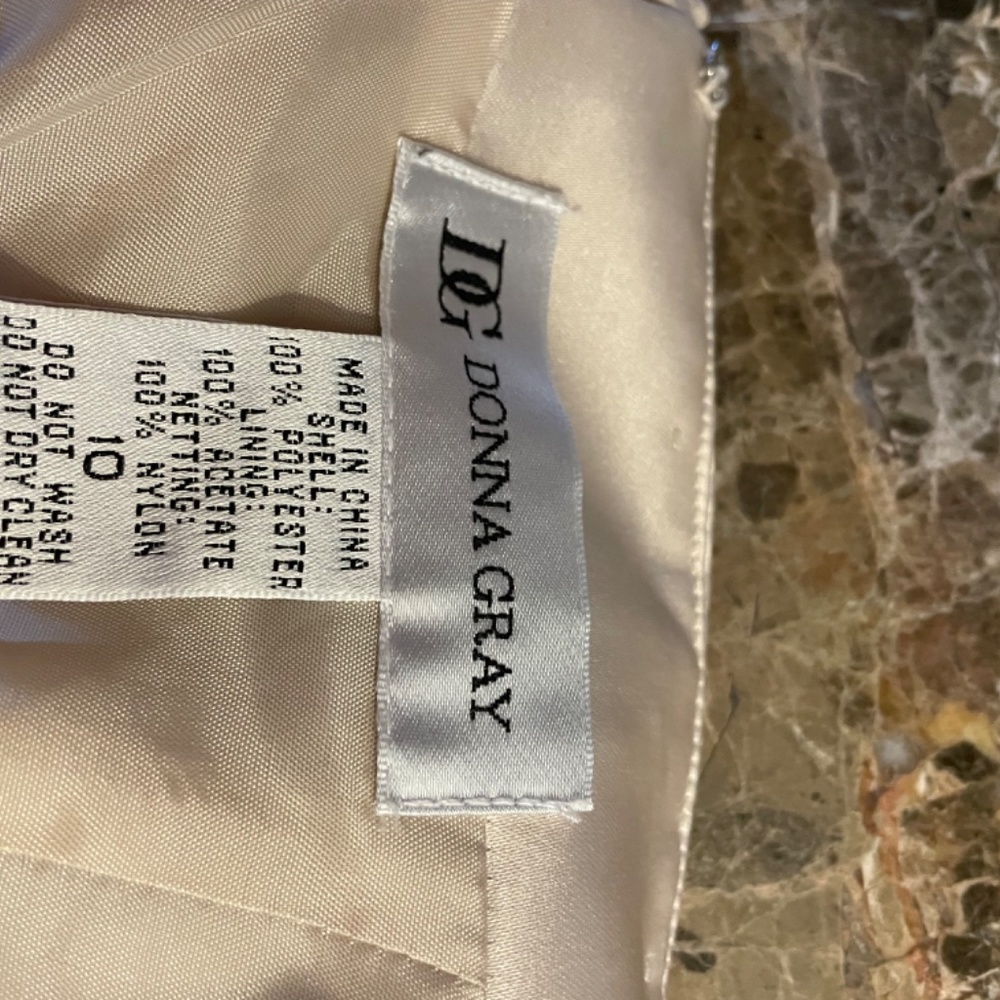 DG DONNA GRAY
MADE IN CHINA
SHELL:
100% POLYESTER
LINING:
100% ACETATE
NETTING:
100% NYLON
10
DO NOT WASH
DO NOT DRY CLEAN